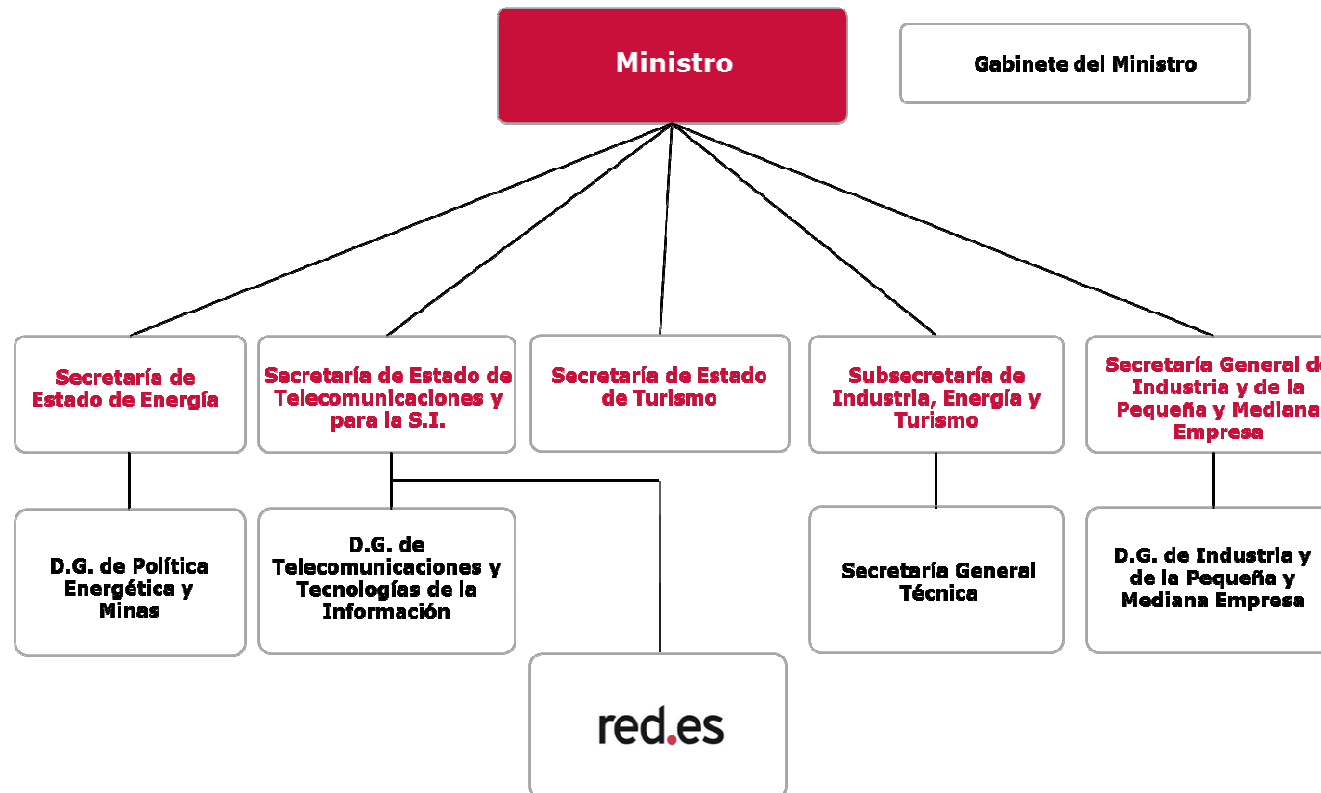 Ministro
Gabinete del Ministro
Secretaría de
Estado de Energía
Secretaría de Estado de
Telecomunicaciones y
para la S.I.
Secretaría de Estado
de Turismo
Subsecretaría de
Industria, Energía y
Turismo
Secretaría General de
Industria y de la
Pequeña y Mediana
Empresa
D.G. de Política
Energética y
Minas
D.G. de
Telecomunicaciones y
Tecnologías de la
Información
Secretaría General
Técnica
D.G. de Industria y
de la Pequeña y
Mediana Empresa
red.es